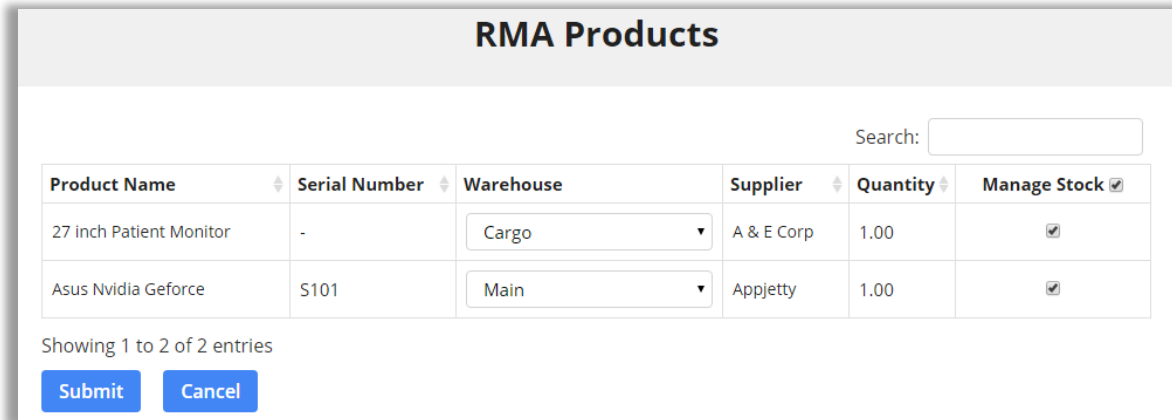 RMA Products
Search:
Product Name Serial Number Warehouse Supplier Quantity Manage Stock
27 inch Patient Monitor - Cargo A & E Corp 1.00
Asus Nvidia Geforce S101 Main Appjetty 1.00
Showing 1 to 2 of 2 entries
Submit Cancel